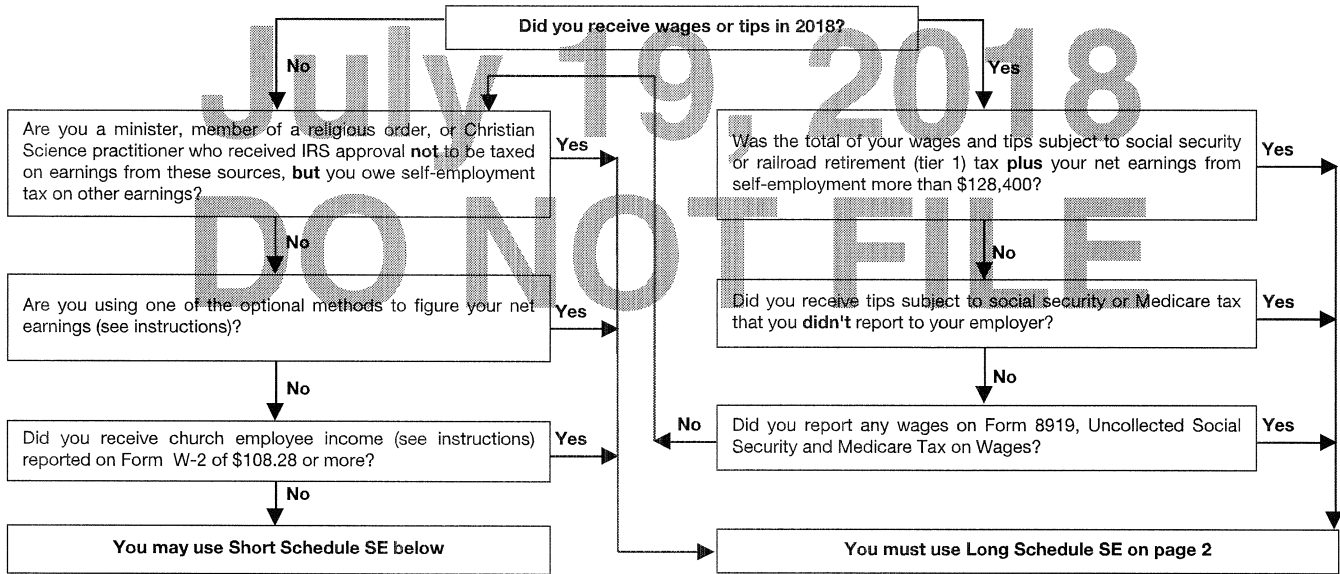 Did you receive wages or tips in 2018?
No
Yes
July 19, 2018
DO NOT FILE
Are you a minister, member of a religious order, or Christian
Science practitioner who received IRS approval not to be taxed
on earnings from these sources, but you owe self-employment
tax on other earnings?
Yes
No
Are you using one of the optional methods to figure your net
earnings (see instructions)?
Yes
No
Did you receive church employee income (see instructions)
reported on Form W-2 of $108.28 or more?
Yes
No
You may use Short Schedule SE below
Was the total of your wages and tips subject to social security
or railroad retirement (tier 1) tax plus your net earnings from
self-employment more than $128,400?
Yes
No
Did you receive tips subject to social security or Medicare tax
that you didn't report to your employer?
Yes
No
Did you report any wages on Form 8919, Uncollected Social
Security and Medicare Tax on Wages?
No
Yes
You must use Long Schedule SE on page 2